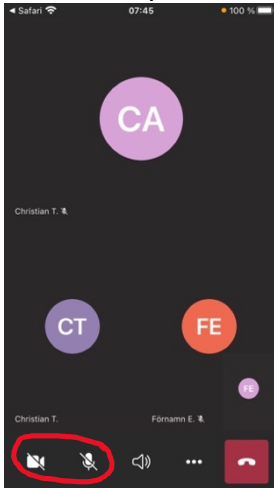 ◄ Safari 07:45 100 %
CA
Christian T.
CT FE
FE
Christian T. Förnamn E.